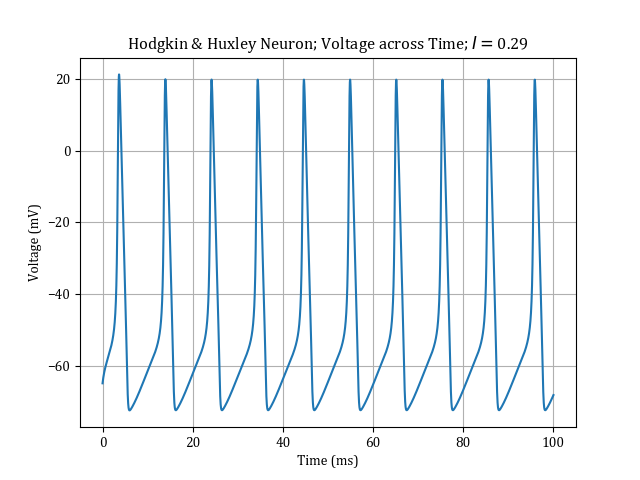 Hodgkin & Huxley Neuron; Voltage across Time; I = 0.29
20
0
−20
−40
−60
Voltage (mV)
0 20 40 60 80 100
Time (ms)